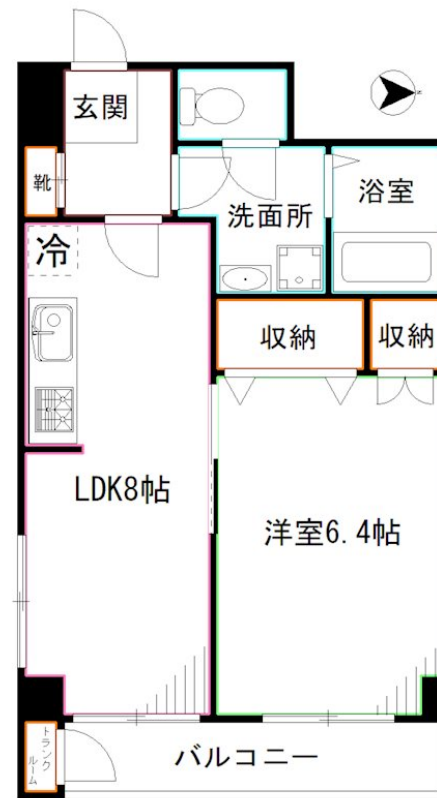 玄関
靴
浴室
洗面所
冷
収納
収納
LDK8帖
洋室6.4帖
トランク
ルーム
バルコニー